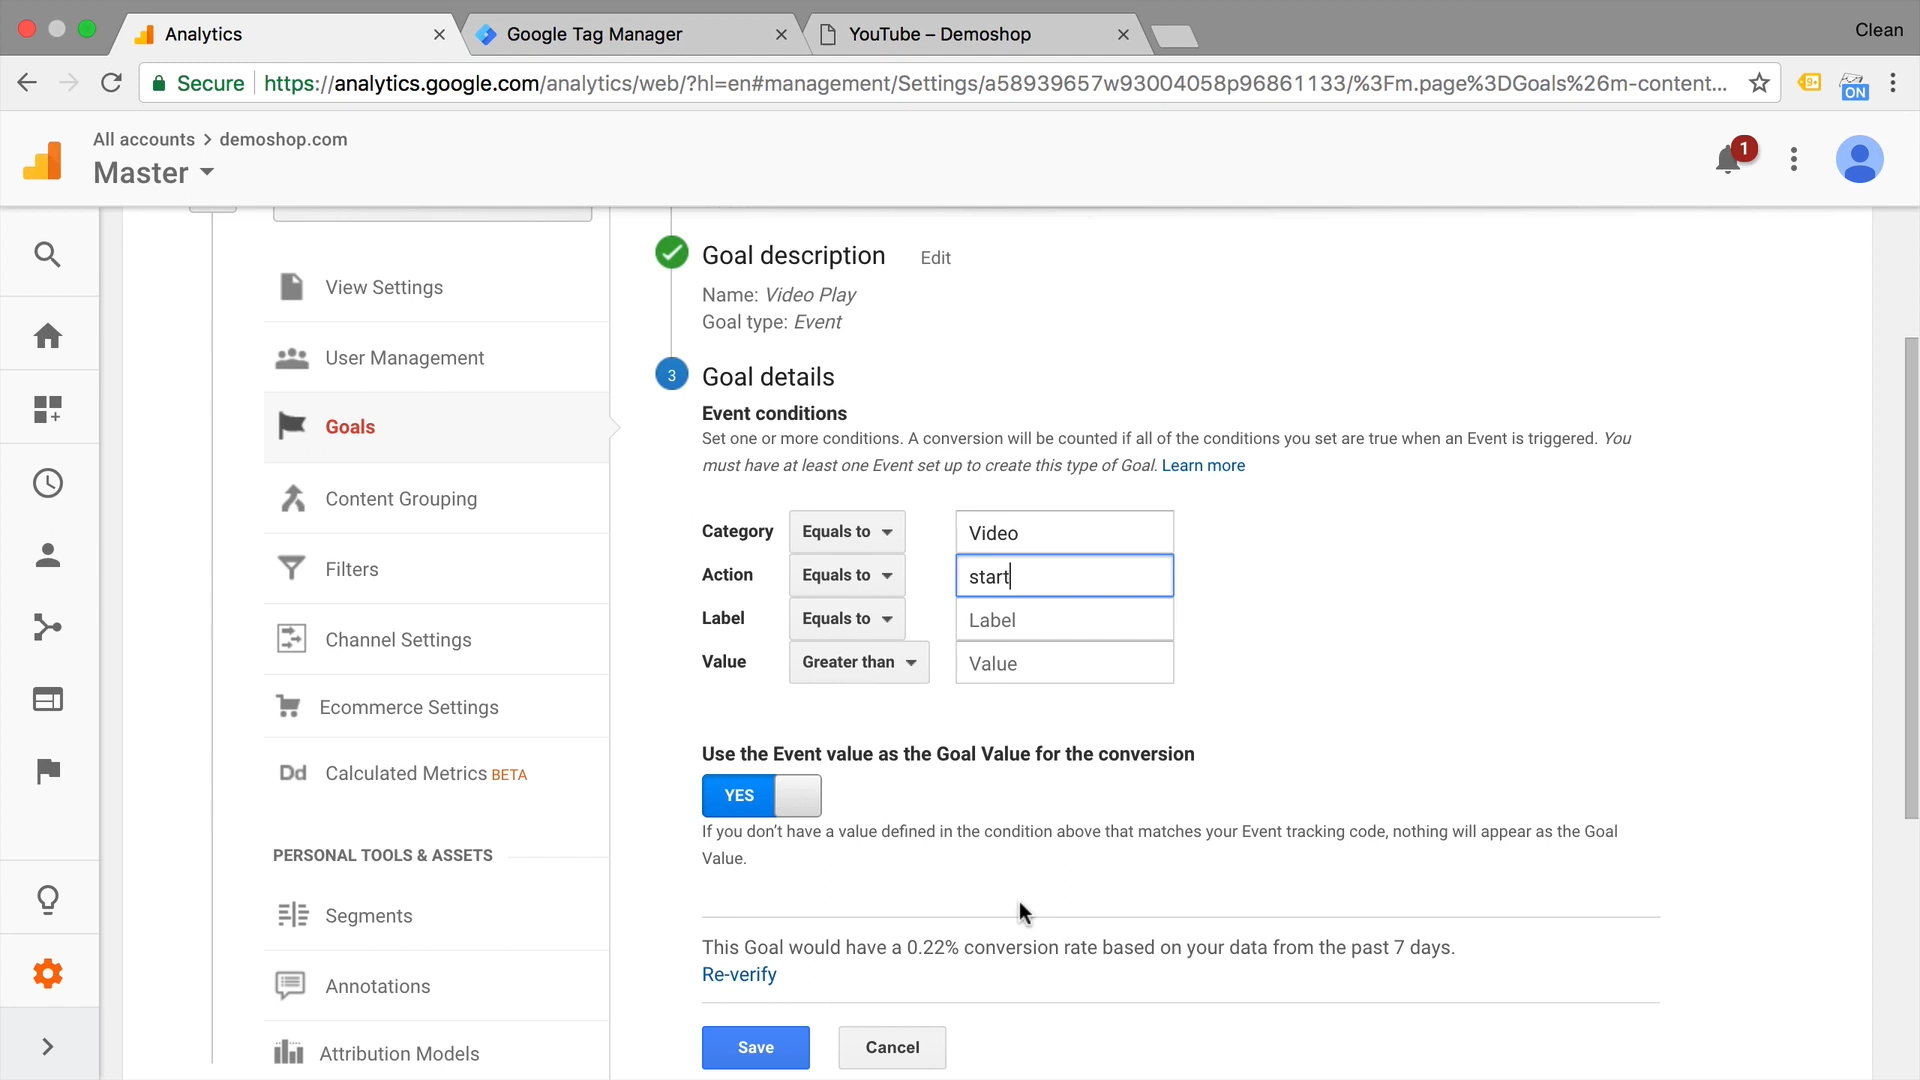 Analytics
Google Tag Manager
YouTube – Demoshop
Clean
Secure
https://analytics.google.com/analytics/web/?hl=en#management/Settings/a58939657w93004058p96861133/%3Fm.page%3DGoals%26m-content...
9+
ON
All accounts > demoshop.com
Master
1
View Settings
User Management
Goals
Content Grouping
Filters
Channel Settings
Ecommerce Settings
Dd Calculated Metrics BETA
PERSONAL TOOLS & ASSETS
Segments
Annotations
Attribution Models
Goal description Edit
Name: Video Play
Goal type: Event
3 Goal details
Event conditions
Set one or more conditions. A conversion will be counted if all of the conditions you set are true when an Event is triggered. You
must have at least one Event set up to create this type of Goal. Learn more
Category Equals to Video
Action Equals to start
Label Equals to Label
Value Greater than Value
Use the Event value as the Goal Value for the conversion
YES
If you don't have a value defined in the condition above that matches your Event tracking code, nothing will appear as the Goal
Value.
This Goal would have a 0.22% conversion rate based on your data from the past 7 days.
Re-verify
Save Cancel